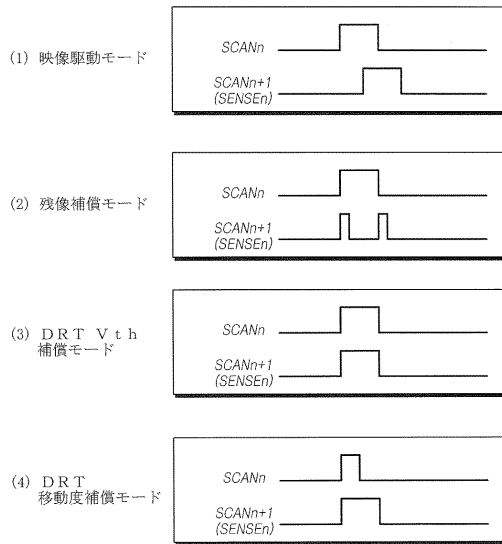 (1) 映像駆動モード
SCANn
SCANn+1
(SENSEn)
(2) 残像補償モード
SCANn
SCANn+1
(SENSEn)
(3) ＤＲＴ Ｖｔｈ
補償モード
SCANn
SCANn+1
(SENSEn)
(4) ＤＲＴ
移動度補償モード
SCANn
SCANn+1
(SENSEn)